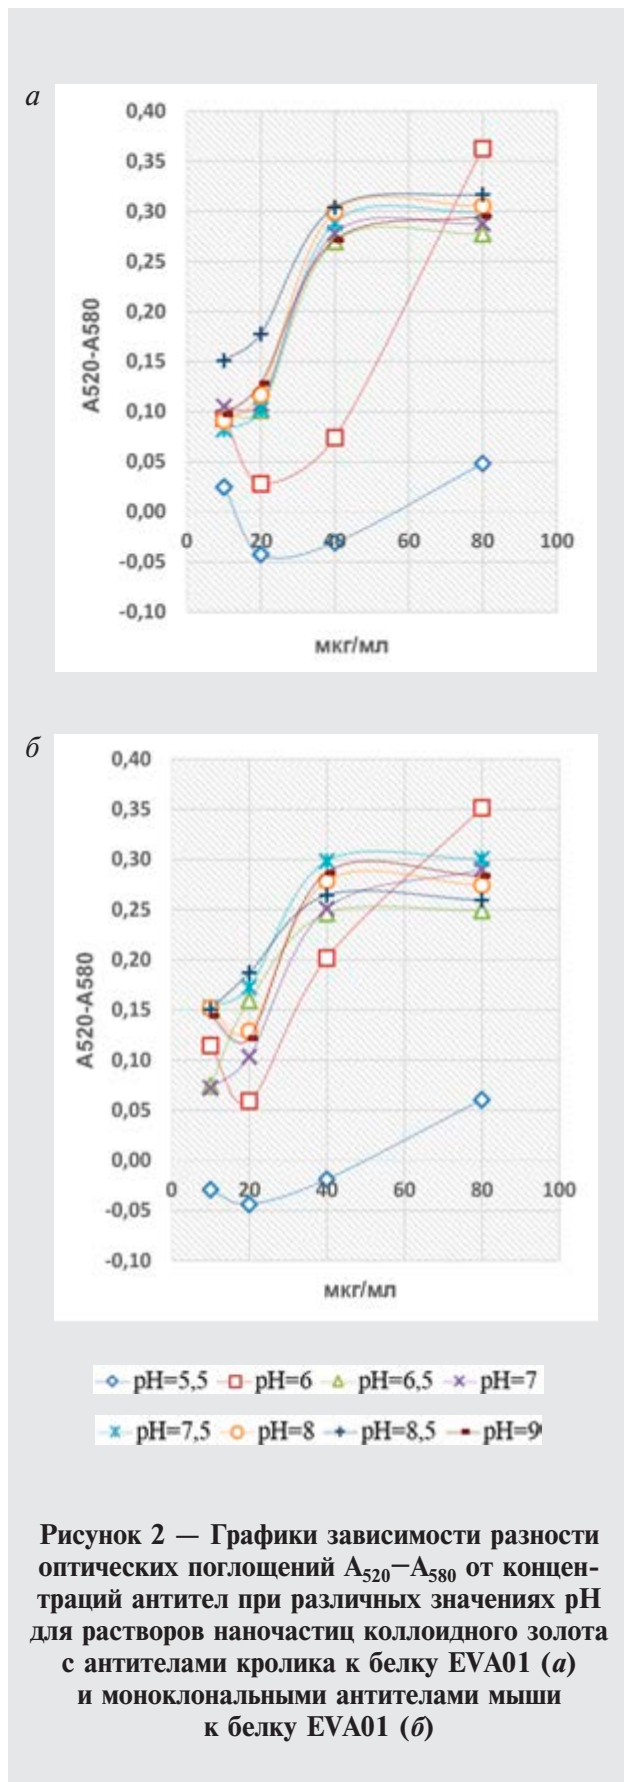 а
0,40
0,35
0,30
0,25
0,20
0,15
0,10
0,05
0,00
-0,05
-0,10
0 20 40 60 80 100
A520-A580
мкг/мл
б
0,40
0,35
0,30
0,25
0,20
0,15
0,10
0,05
0,00
-0,05
-0,10
0 20 40 60 80 100
A520-A580
мкг/мл
pH=5,5 pH=6 pH=6,5 pH=7
pH=7,5 pH=8 pH=8,5 pH=9
Рисунок 2 — Графики зависимости разности
оптических поглощений A520—A580 от концен-
траций антител при различных значениях pH
для растворов наночастиц коллоидного золота
с антителами кролика к белку EVA01 (а)
и моноклональными антителами мыши
к белку EVA01 (б)